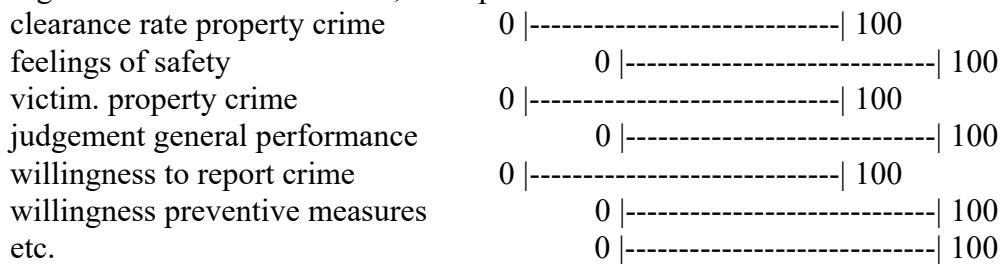 clearance rate property crime 0 |------------------------------| 100
feelings of safety 0 |------------------------------| 100
victim. property crime 0 |------------------------------| 100
judgement general performance 0 |------------------------------| 100
willingness to report crime 0 |------------------------------| 100
willingness preventive measures 0 |------------------------------| 100
etc. 0 |------------------------------| 100